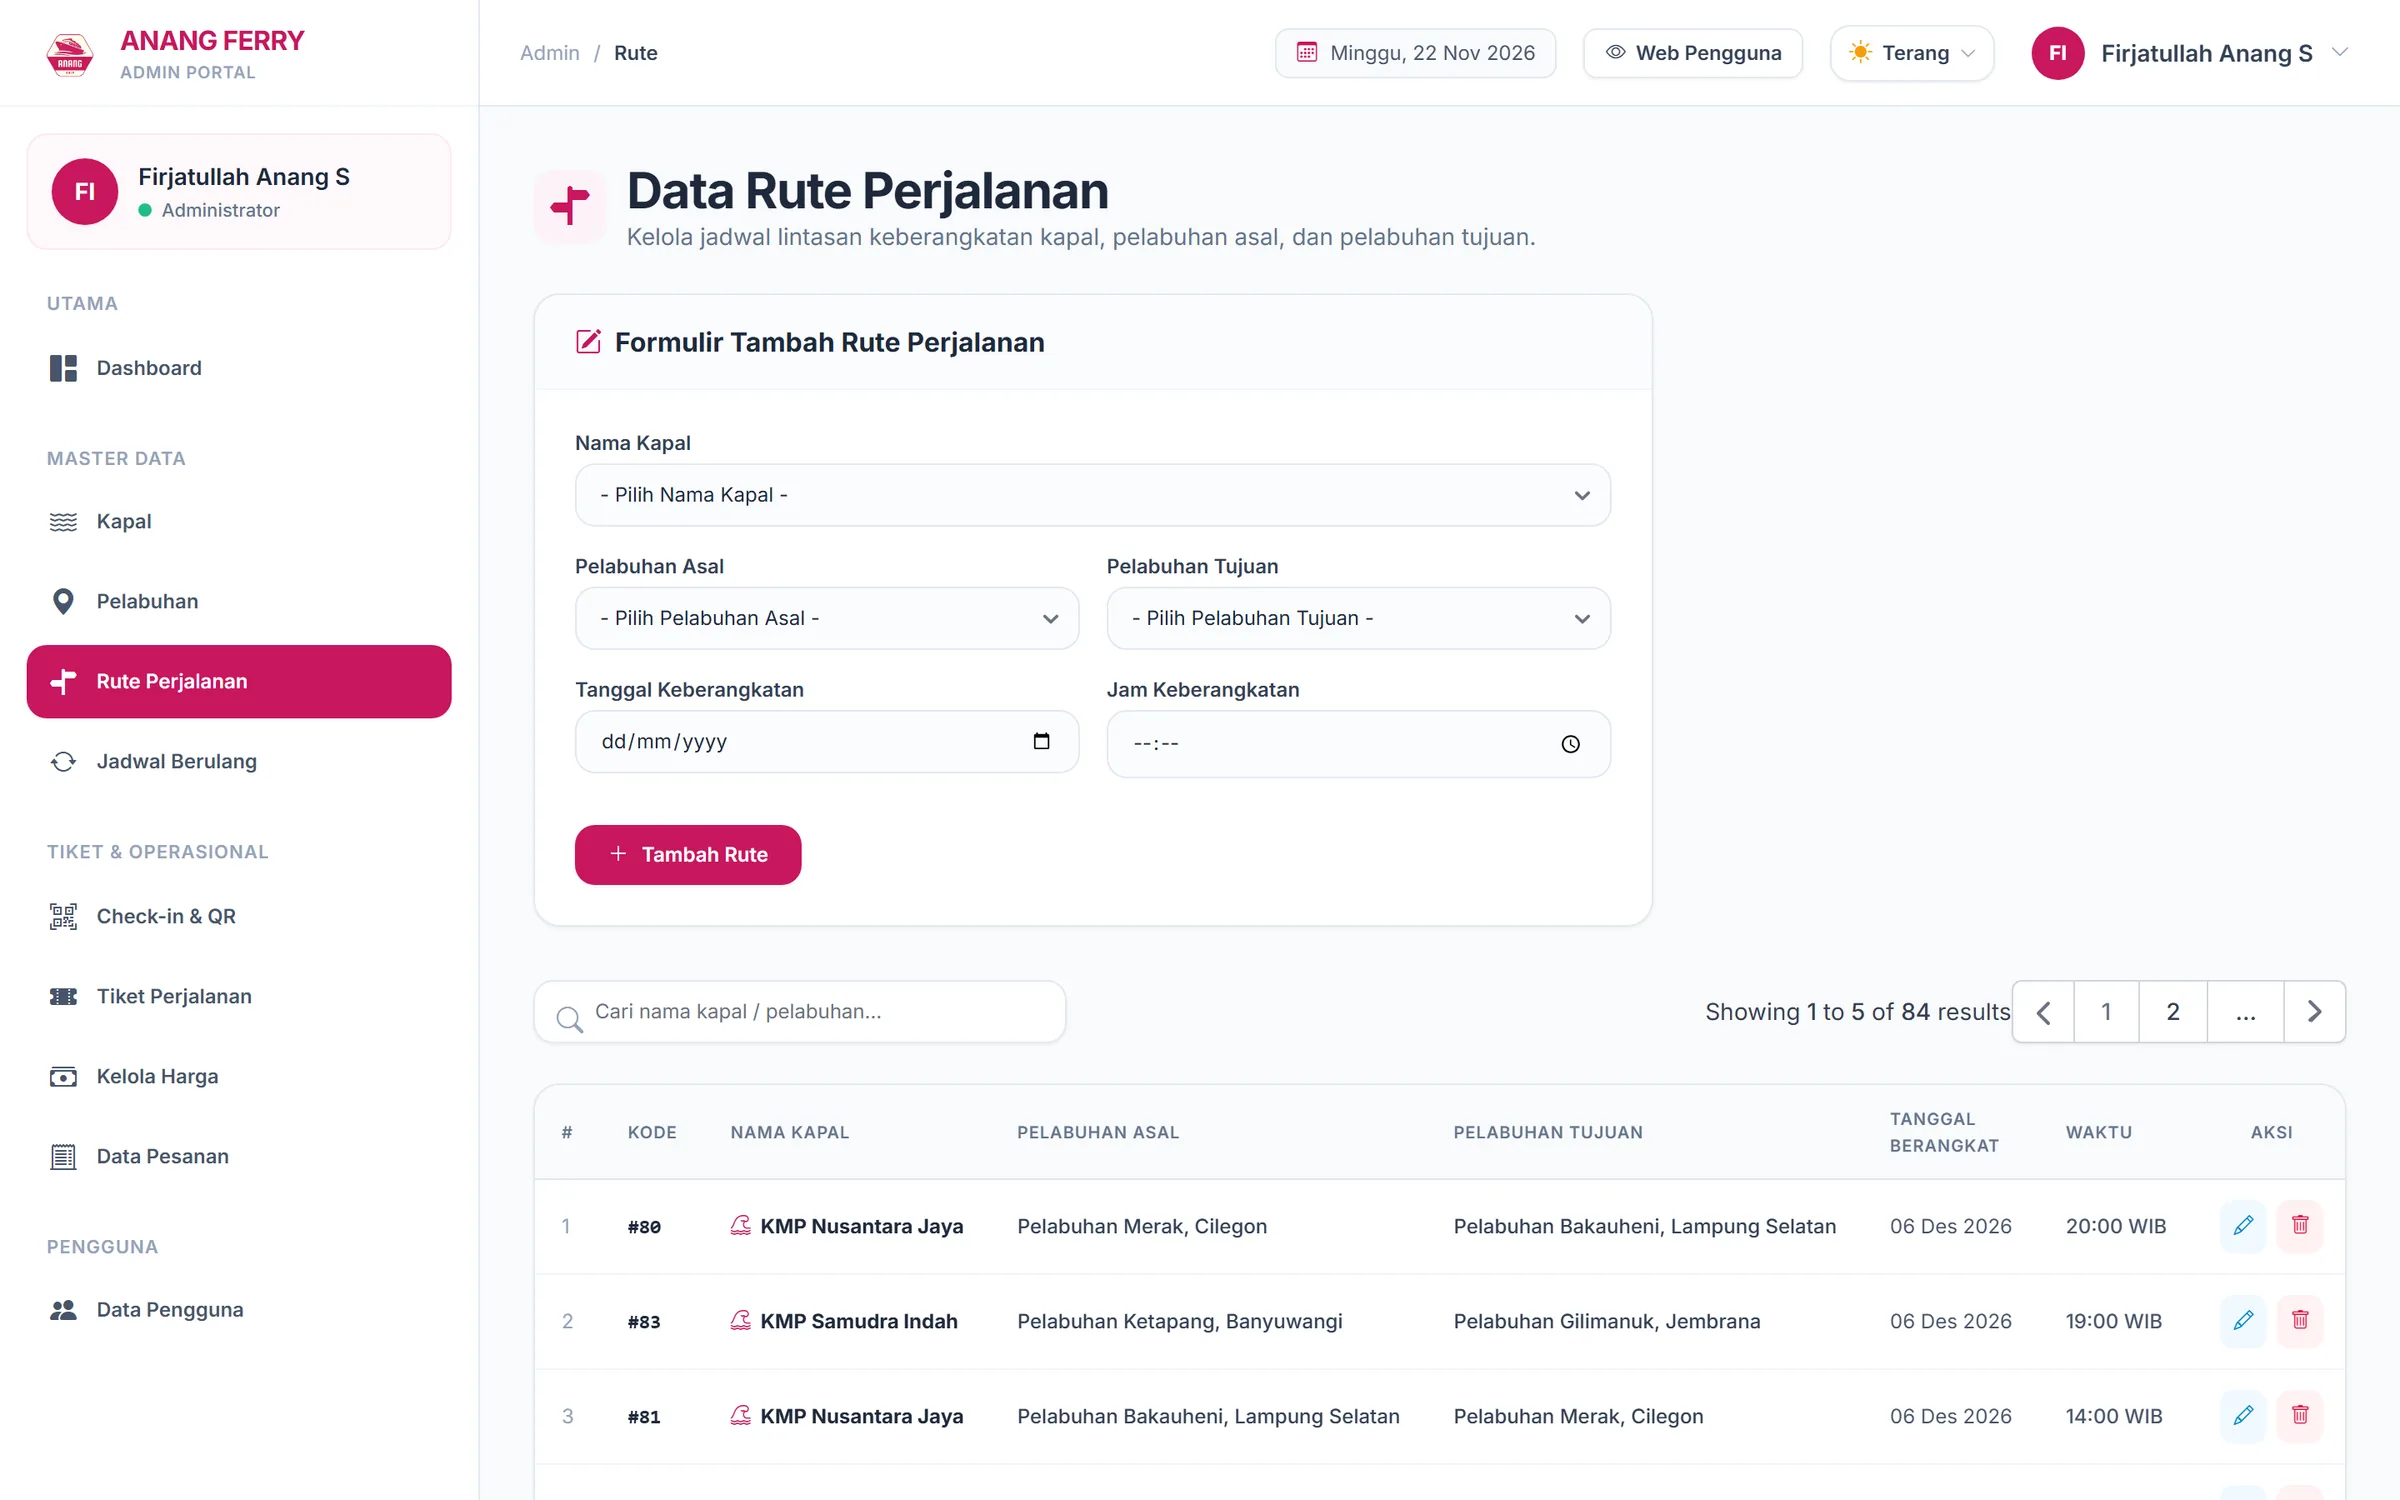 ANANG
ANANG FERRY
ADMIN PORTAL
Admin / Rute
Minggu, 22 Nov 2026
Web Pengguna
Terang
FI
Firjatullah Anang S
FI
Firjatullah Anang S
Administrator
UTAMA
Dashboard
MASTER DATA
Kapal
Pelabuhan
Rute Perjalanan
Jadwal Berulang
TIKET & OPERASIONAL
Check-in & QR
Tiket Perjalanan
Kelola Harga
Data Pesanan
PENGGUNA
Data Pengguna
Data Rute Perjalanan
Kelola jadwal lintasan keberangkatan kapal, pelabuhan asal, dan pelabuhan tujuan.
Formulir Tambah Rute Perjalanan
Nama Kapal
- Pilih Nama Kapal -
Pelabuhan Asal
- Pilih Pelabuhan Asal -
Pelabuhan Tujuan
- Pilih Pelabuhan Tujuan -
Tanggal Keberangkatan
dd/mm/yyyy
Jam Keberangkatan
--:--
+ Tambah Rute
Cari nama kapal / pelabuhan...
Showing 1 to 5 of 84 results
1 2 ...
# KODE NAMA KAPAL PELABUHAN ASAL PELABUHAN TUJUAN TANGGAL BERANGKAT WAKTU AKSI
1 #80 KMP Nusantara Jaya Pelabuhan Merak, Cilegon Pelabuhan Bakauheni, Lampung Selatan 06 Des 2026 20:00 WIB
2 #83 KMP Samudra Indah Pelabuhan Ketapang, Banyuwangi Pelabuhan Gilimanuk, Jembrana 06 Des 2026 19:00 WIB
3 #81 KMP Nusantara Jaya Pelabuhan Bakauheni, Lampung Selatan Pelabuhan Merak, Cilegon 06 Des 2026 14:00 WIB